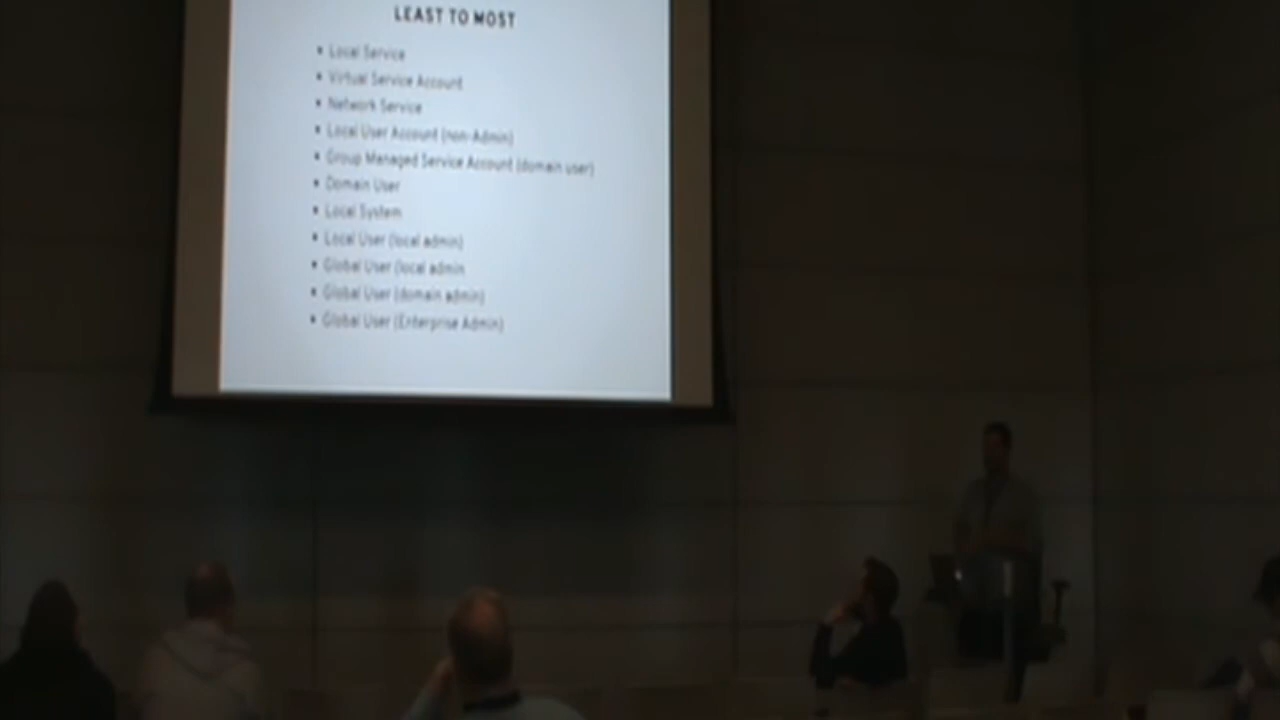 LEAST TO MOST
• Local Service
• Virtual Service Account
• Network Service
• Local User Account (non-Admin)
• Group Managed Service Account (domain user)
• Domain User
• Local System
• Local User (local admin)
• Global User (local admin
• Global User (domain admin)
• Global User (Enterprise Admin)